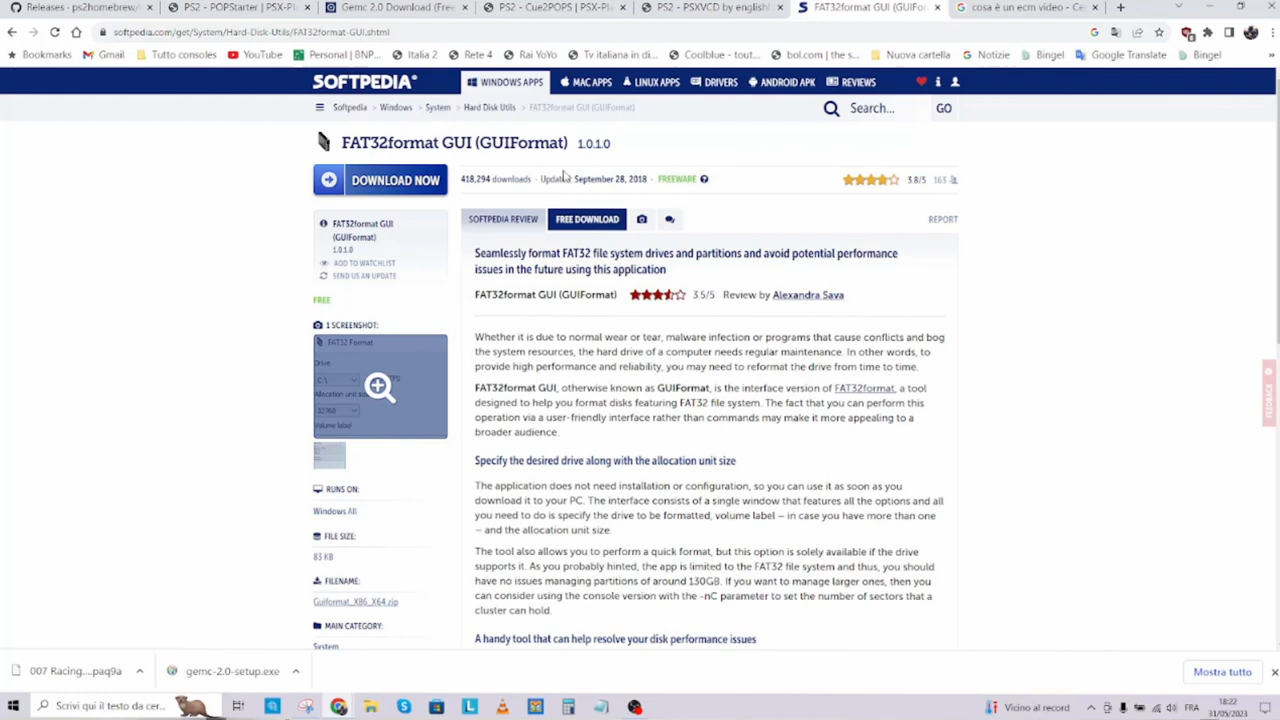 Releases · ps2homebrew/
PS2 - POPStarter | PSX-Pl
Gemc 2.0 Download (Free
PS2 - Cue2POPS | PSX-Pl
PS2 - PSXVCD by english
FAT32format GUI (GUIFor
cosa è un ecm video - Ce
softpedia.com/get/System/Hard-Disk-Utils/FAT32format-GUI.shtml
Bookmarks
Gmail
Tutto consoles
YouTube
Personal | BNP...
Italia 2
Rete 4
Rai YoYo
Tv italiana in di...
Coolblue - tout...
bol.com | the s...
Nuova cartella
Notizie
Bingel
Google Translate
Bingel
SOFTPEDIA®
WINDOWS APPS
MAC APPS
LINUX APPS
DRIVERS
ANDROID APK
REVIEWS
Softpedia > Windows > System > Hard Disk Utils > FAT32format GUI (GUIFormat)
Search...
GO
FAT32format GUI (GUIFormat) 1.0.1.0
DOWNLOAD NOW
418,294 downloads · Updated: September 28, 2018 · FREEWARE
3.8/5 163
FAT32format GUI
(GUIFormat)
1.0.1.0
ADD TO WATCHLIST
SEND US AN UPDATE
SOFTPEDIA REVIEW
FREE DOWNLOAD
REPORT
Seamlessly format FAT32 file system drives and partitions and avoid potential performance
issues in the future using this application
FAT32format GUI (GUIFormat) 3.5/5 Review by Alexandra Sava
FREE
1 SCREENSHOT:
FAT32 Format
Drive
C:\
Allocation unit size
32768
Volume label
Whether it is due to normal wear or tear, malware infection or programs that cause conflicts and bog
the system resources, the hard drive of a computer needs regular maintenance. In other words, to
provide high performance and reliability, you may need to reformat the drive from time to time.
FAT32format GUI, otherwise known as GUIFormat, is the interface version of FAT32format, a tool
designed to help you format disks featuring FAT32 file system. The fact that you can perform this
operation via a user-friendly interface rather than commands may make it more appealing to a
broader audience.
Specify the desired drive along with the allocation unit size
The application does not need installation or configuration, so you can use it as soon as you
download it to your PC. The interface consists of a single window that features all the options and all
you need to do is specify the drive to be formatted, volume label – in case you have more than one
– and the allocation unit size.
The tool also allows you to perform a quick format, but this option is solely available if the drive
supports it. As you probably hinted, the app is limited to the FAT32 file system and thus, you should
have no issues managing partitions of around 130GB. If you want to manage larger ones, then you
can consider using the console version with the -nC parameter to set the number of sectors that a
cluster can hold.
A handy tool that can help resolve your disk performance issues
RUNS ON:
Windows All
FILE SIZE:
83 KB
FILENAME:
Guiformat_X86_X64.zip
MAIN CATEGORY:
System
FEEDBACK
007 Racing....paq9a
gemc-2.0-setup.exe
Mostra tutto
Scrivi qui il testo da cer...
Vicino al record
FRA
18:22
31/05/2023